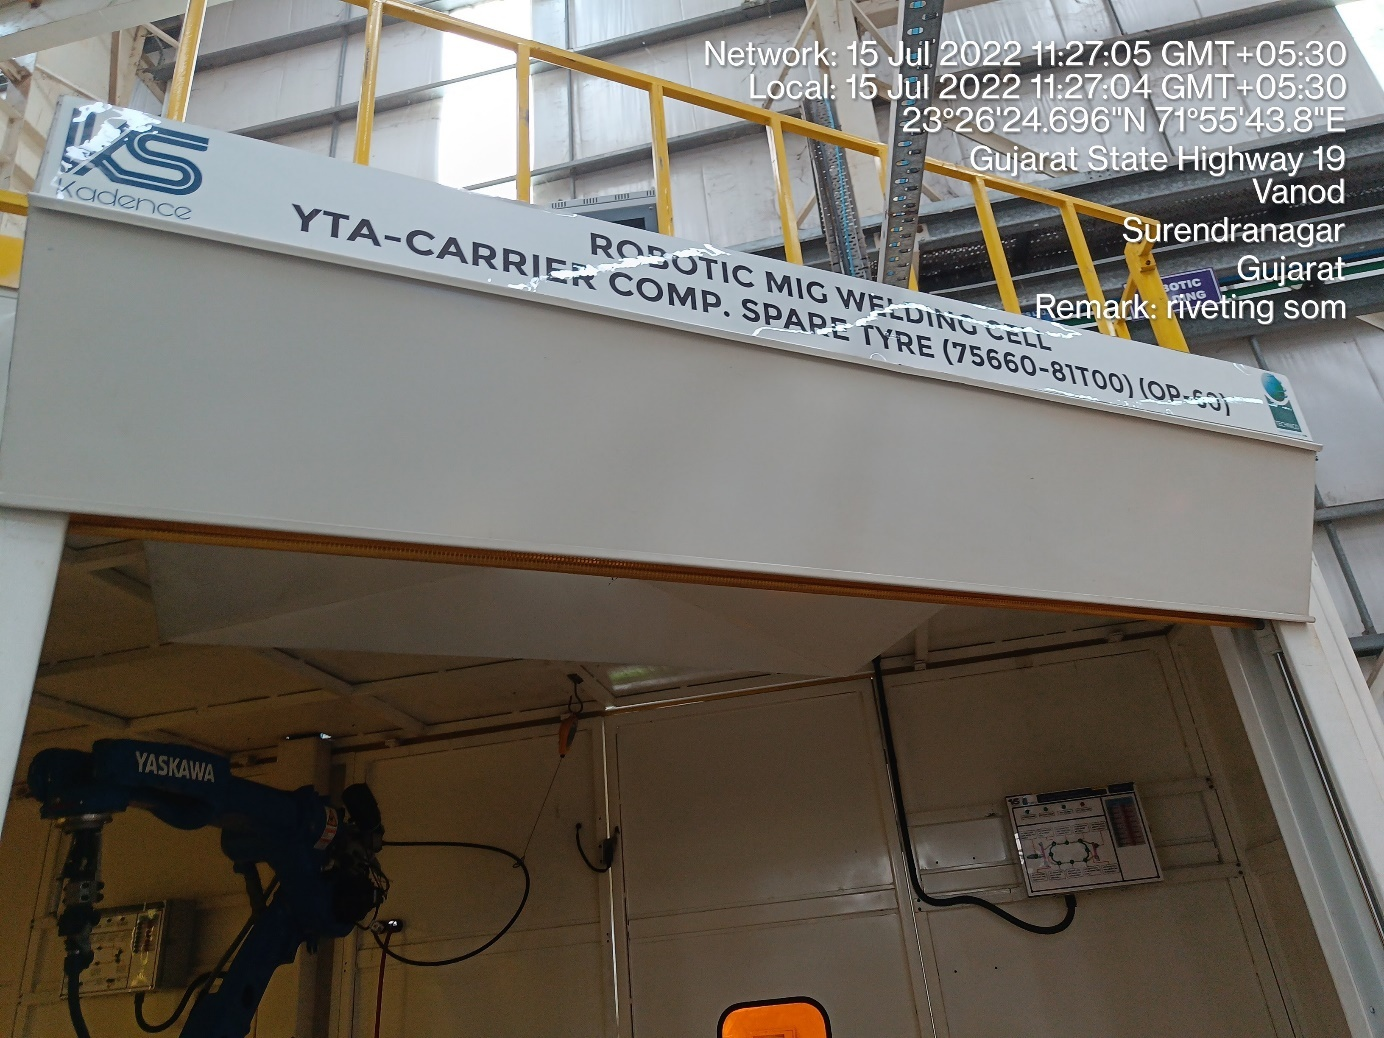 Network: 15 Jul 2022 11:27:05 GMT+05:30
Local: 15 Jul 2022 11:27:04 GMT+05:30
23°26'24.696"N 71°55'43.8"E
Gujarat State Highway 19
Vanod
Surendranagar
Gujarat
Remark: riveting som
KS
Kadence
ROBOTIC MIG WELDING CELL
YTA-CARRIER COMP. SPARE TYRE (75660-81T00) (OP-60)
YASKAWA